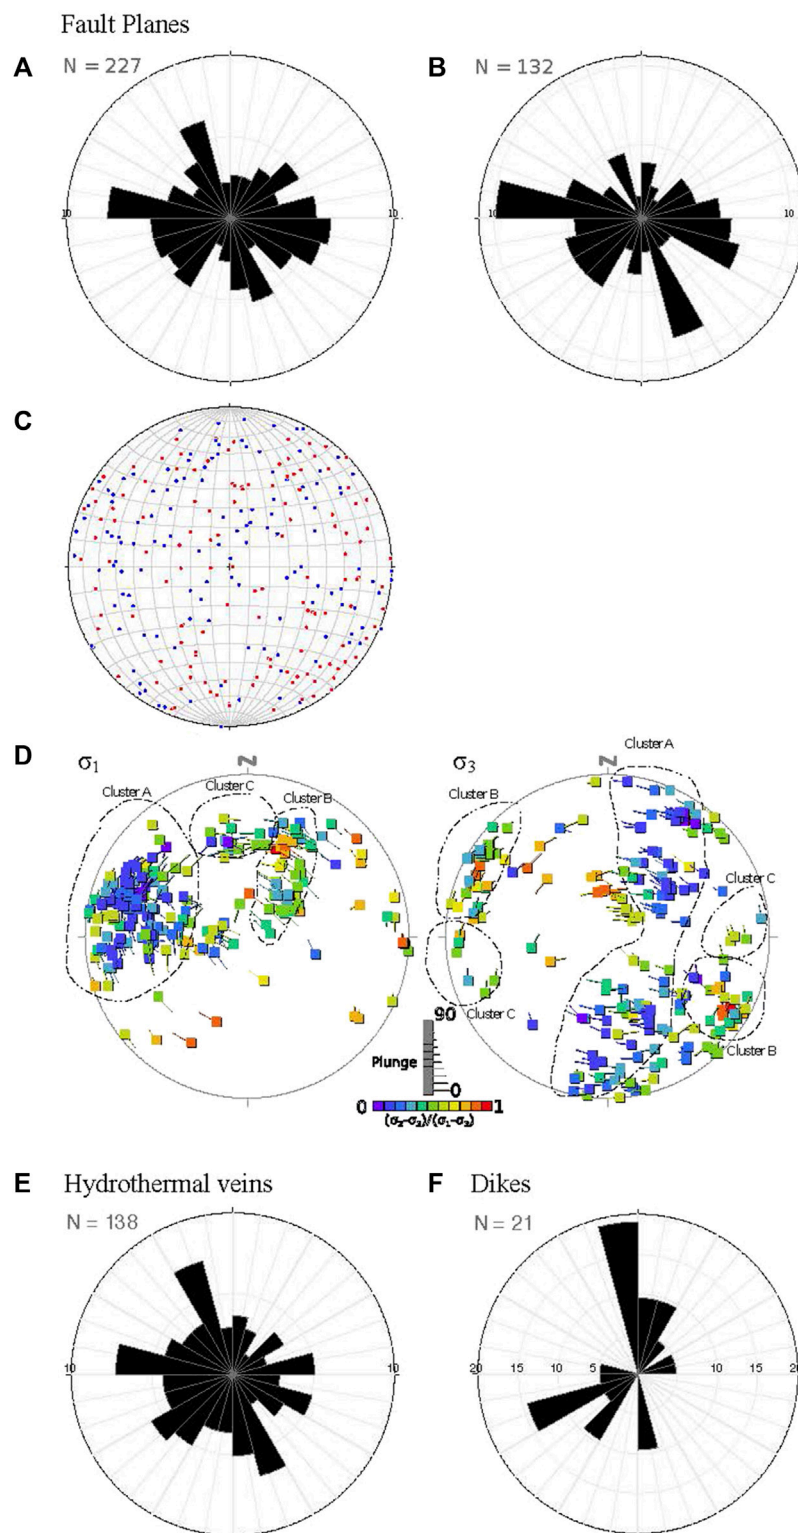 Fault Planes
A
N = 227
B
N = 132
10
10
10
10
C
D
σ1
N
Cluster A
Cluster C
Cluster B
σ3
N
Cluster A
Cluster B
Cluster C
Cluster C
Cluster B
90
Plunge
0
0
1
(σ2-σ3)/(σ1-σ3)
E
Hydrothermal veins
F
Dikes
N = 138
N = 21
10
10
20
15
10
5
5
10
15
20